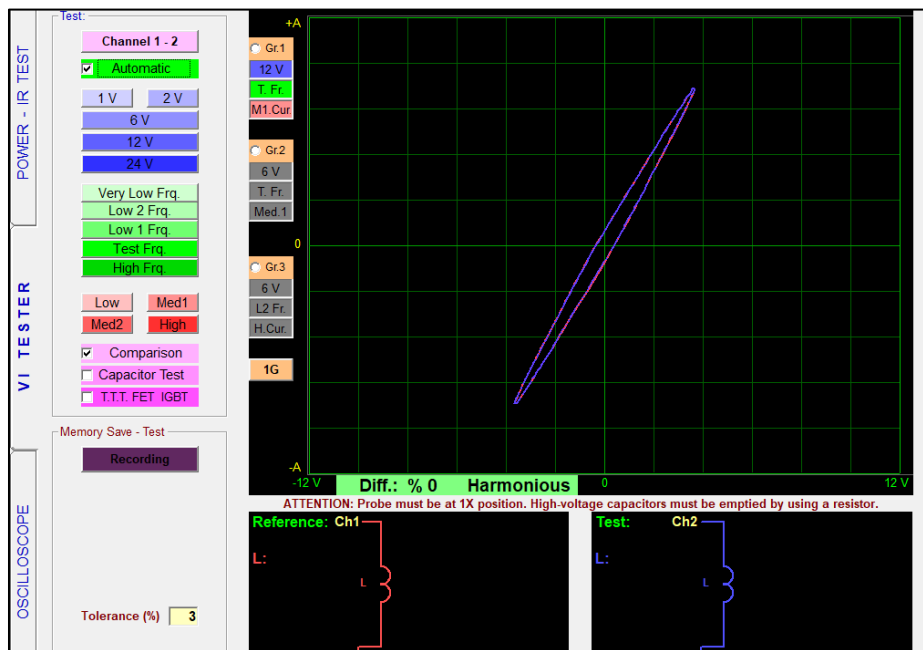 POWER - IR TEST
VI TESTER
OSCILLOSCOPE
Test:
Channel 1 - 2
Automatic
1 V
2 V
6 V
12 V
24 V
Very Low Frq.
Low 2 Frq.
Low 1 Frq.
Test Frq.
High Frq.
Low
Med1
Med2
High
Comparison
Capacitor Test
T.T.T. FET IGBT
Memory Save - Test
Recording
Tolerance (%)
3
Gr.1
12 V
T. Fr.
M1.Cur
Gr.2
6 V
T. Fr.
Med.1
Gr.3
6 V
L2 Fr.
H.Cur.
1G
+A
0
-A
-12 V
Diff.: % 0 Harmonious
0
12 V
ATTENTION: Probe must be at 1X position. High-voltage capacitors must be emptied by using a resistor.
Reference: Ch1
L:
L
Test: Ch2
L:
L